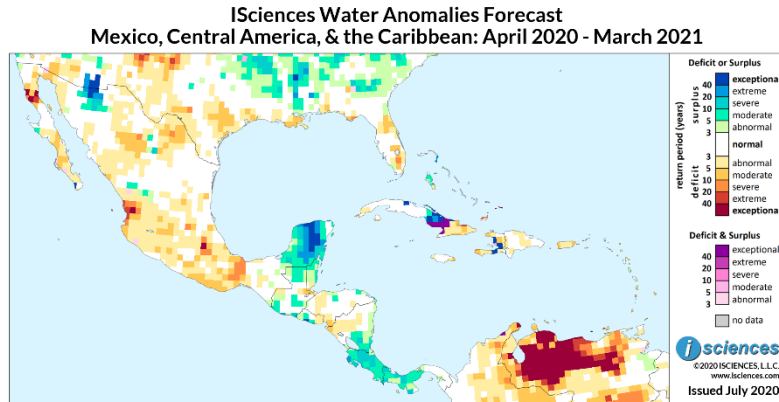 ISciences Water Anomalies Forecast
Mexico, Central America, & the Caribbean: April 2020 - March 2021
Deficit or Surplus
exceptional
40
extreme
20
severe
10
moderate
5
abnormal
3
normal
3
abnormal
5
moderate
10
severe
20
extreme
40
exceptional
return period (years)
deficit
surplus
Deficit & Surplus
exceptional
40
extreme
20
severe
10
moderate
5
abnormal
3
no data
isciences
©2020 ISCIENCES, L.L.C.
www.isciences.com
Issued July 2020